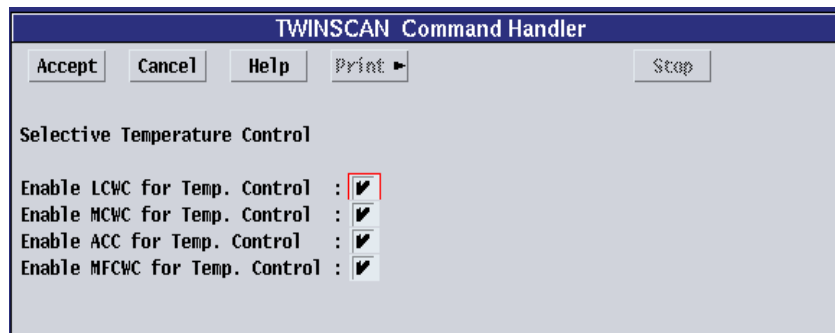 TWINSCAN Command Handler
Accept Cancel Help Print Stop
Selective Temperature Control
Enable LCWC for Temp. Control :
Enable MCWC for Temp. Control :
Enable ACC for Temp. Control :
Enable MFCWC for Temp. Control :